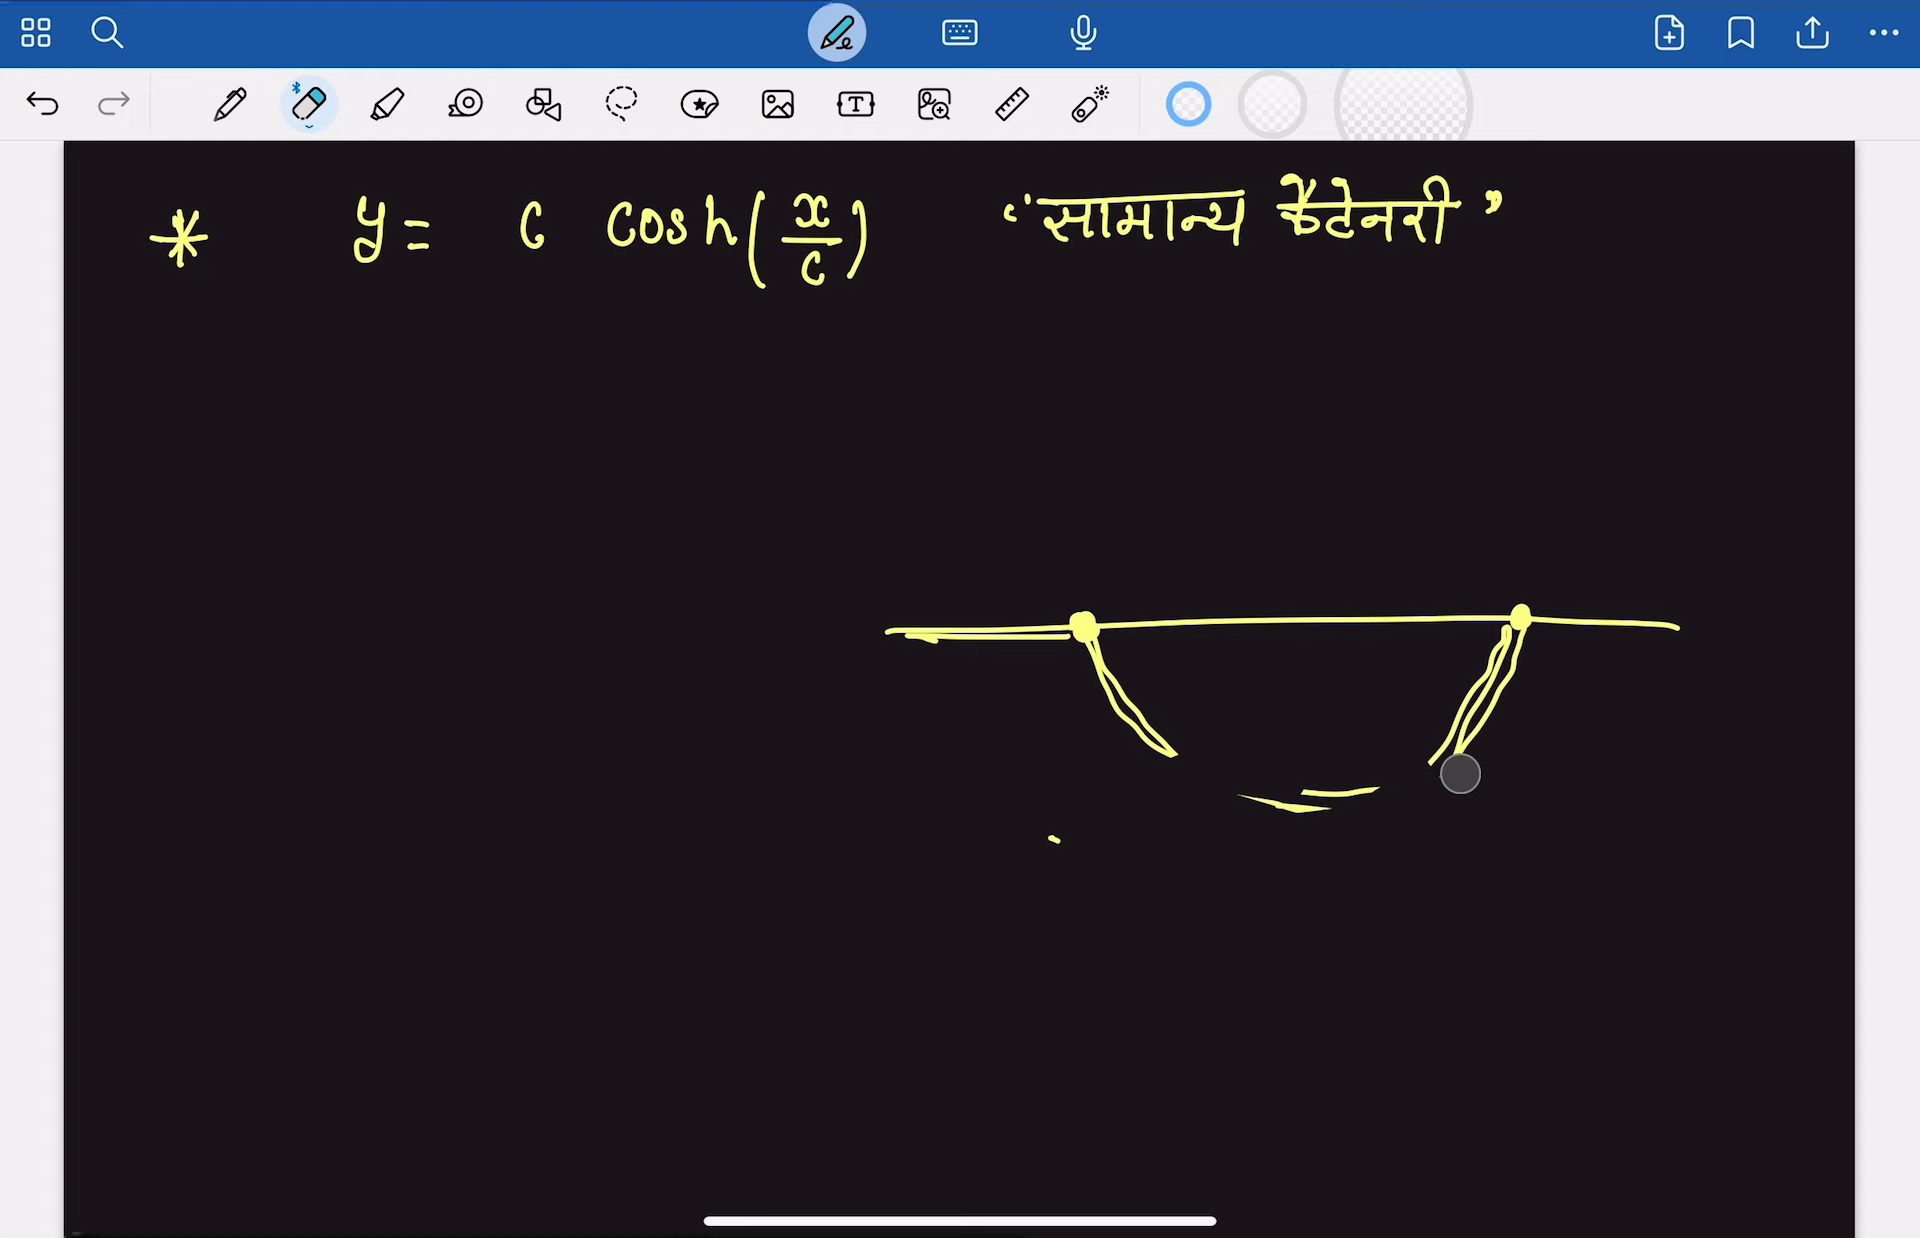 * y = c cosh(x/c) "सामान्य कैटेनरी"